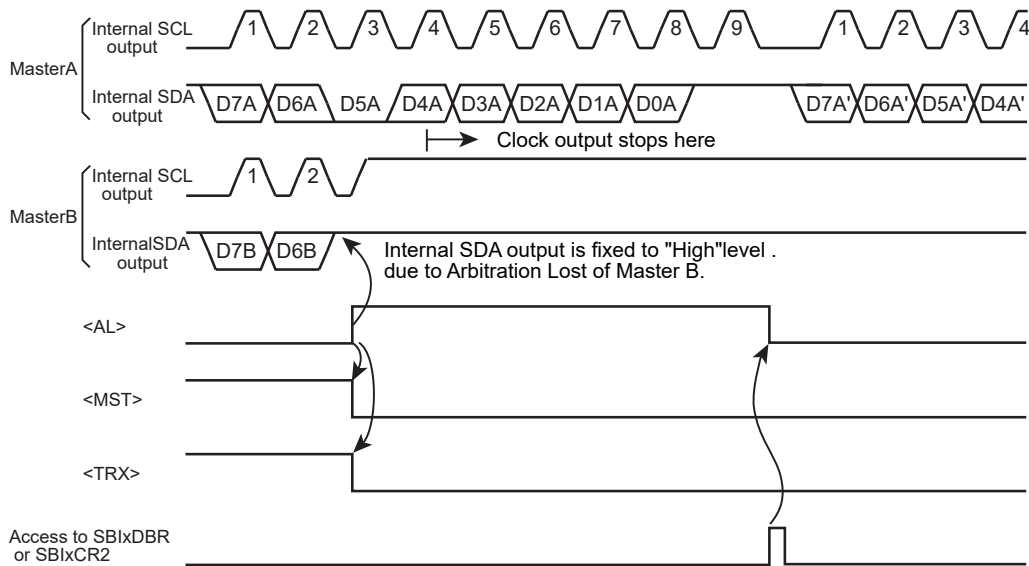 MasterA
Internal SCL
output
1 2 3 4 5 6 7 8 9 1 2 3 4
Internal SDA
output
D7A D6A D5A D4A D3A D2A D1A D0A D7A' D6A' D5A' D4A'
Clock output stops here
MasterB
Internal SCL
output
1 2
InternalSDA
output
D7B D6B
Internal SDA output is fixed to "High"level .
due to Arbitration Lost of Master B.
<AL>
<MST>
<TRX>
Access to SBIxDBR
or SBIxCR2